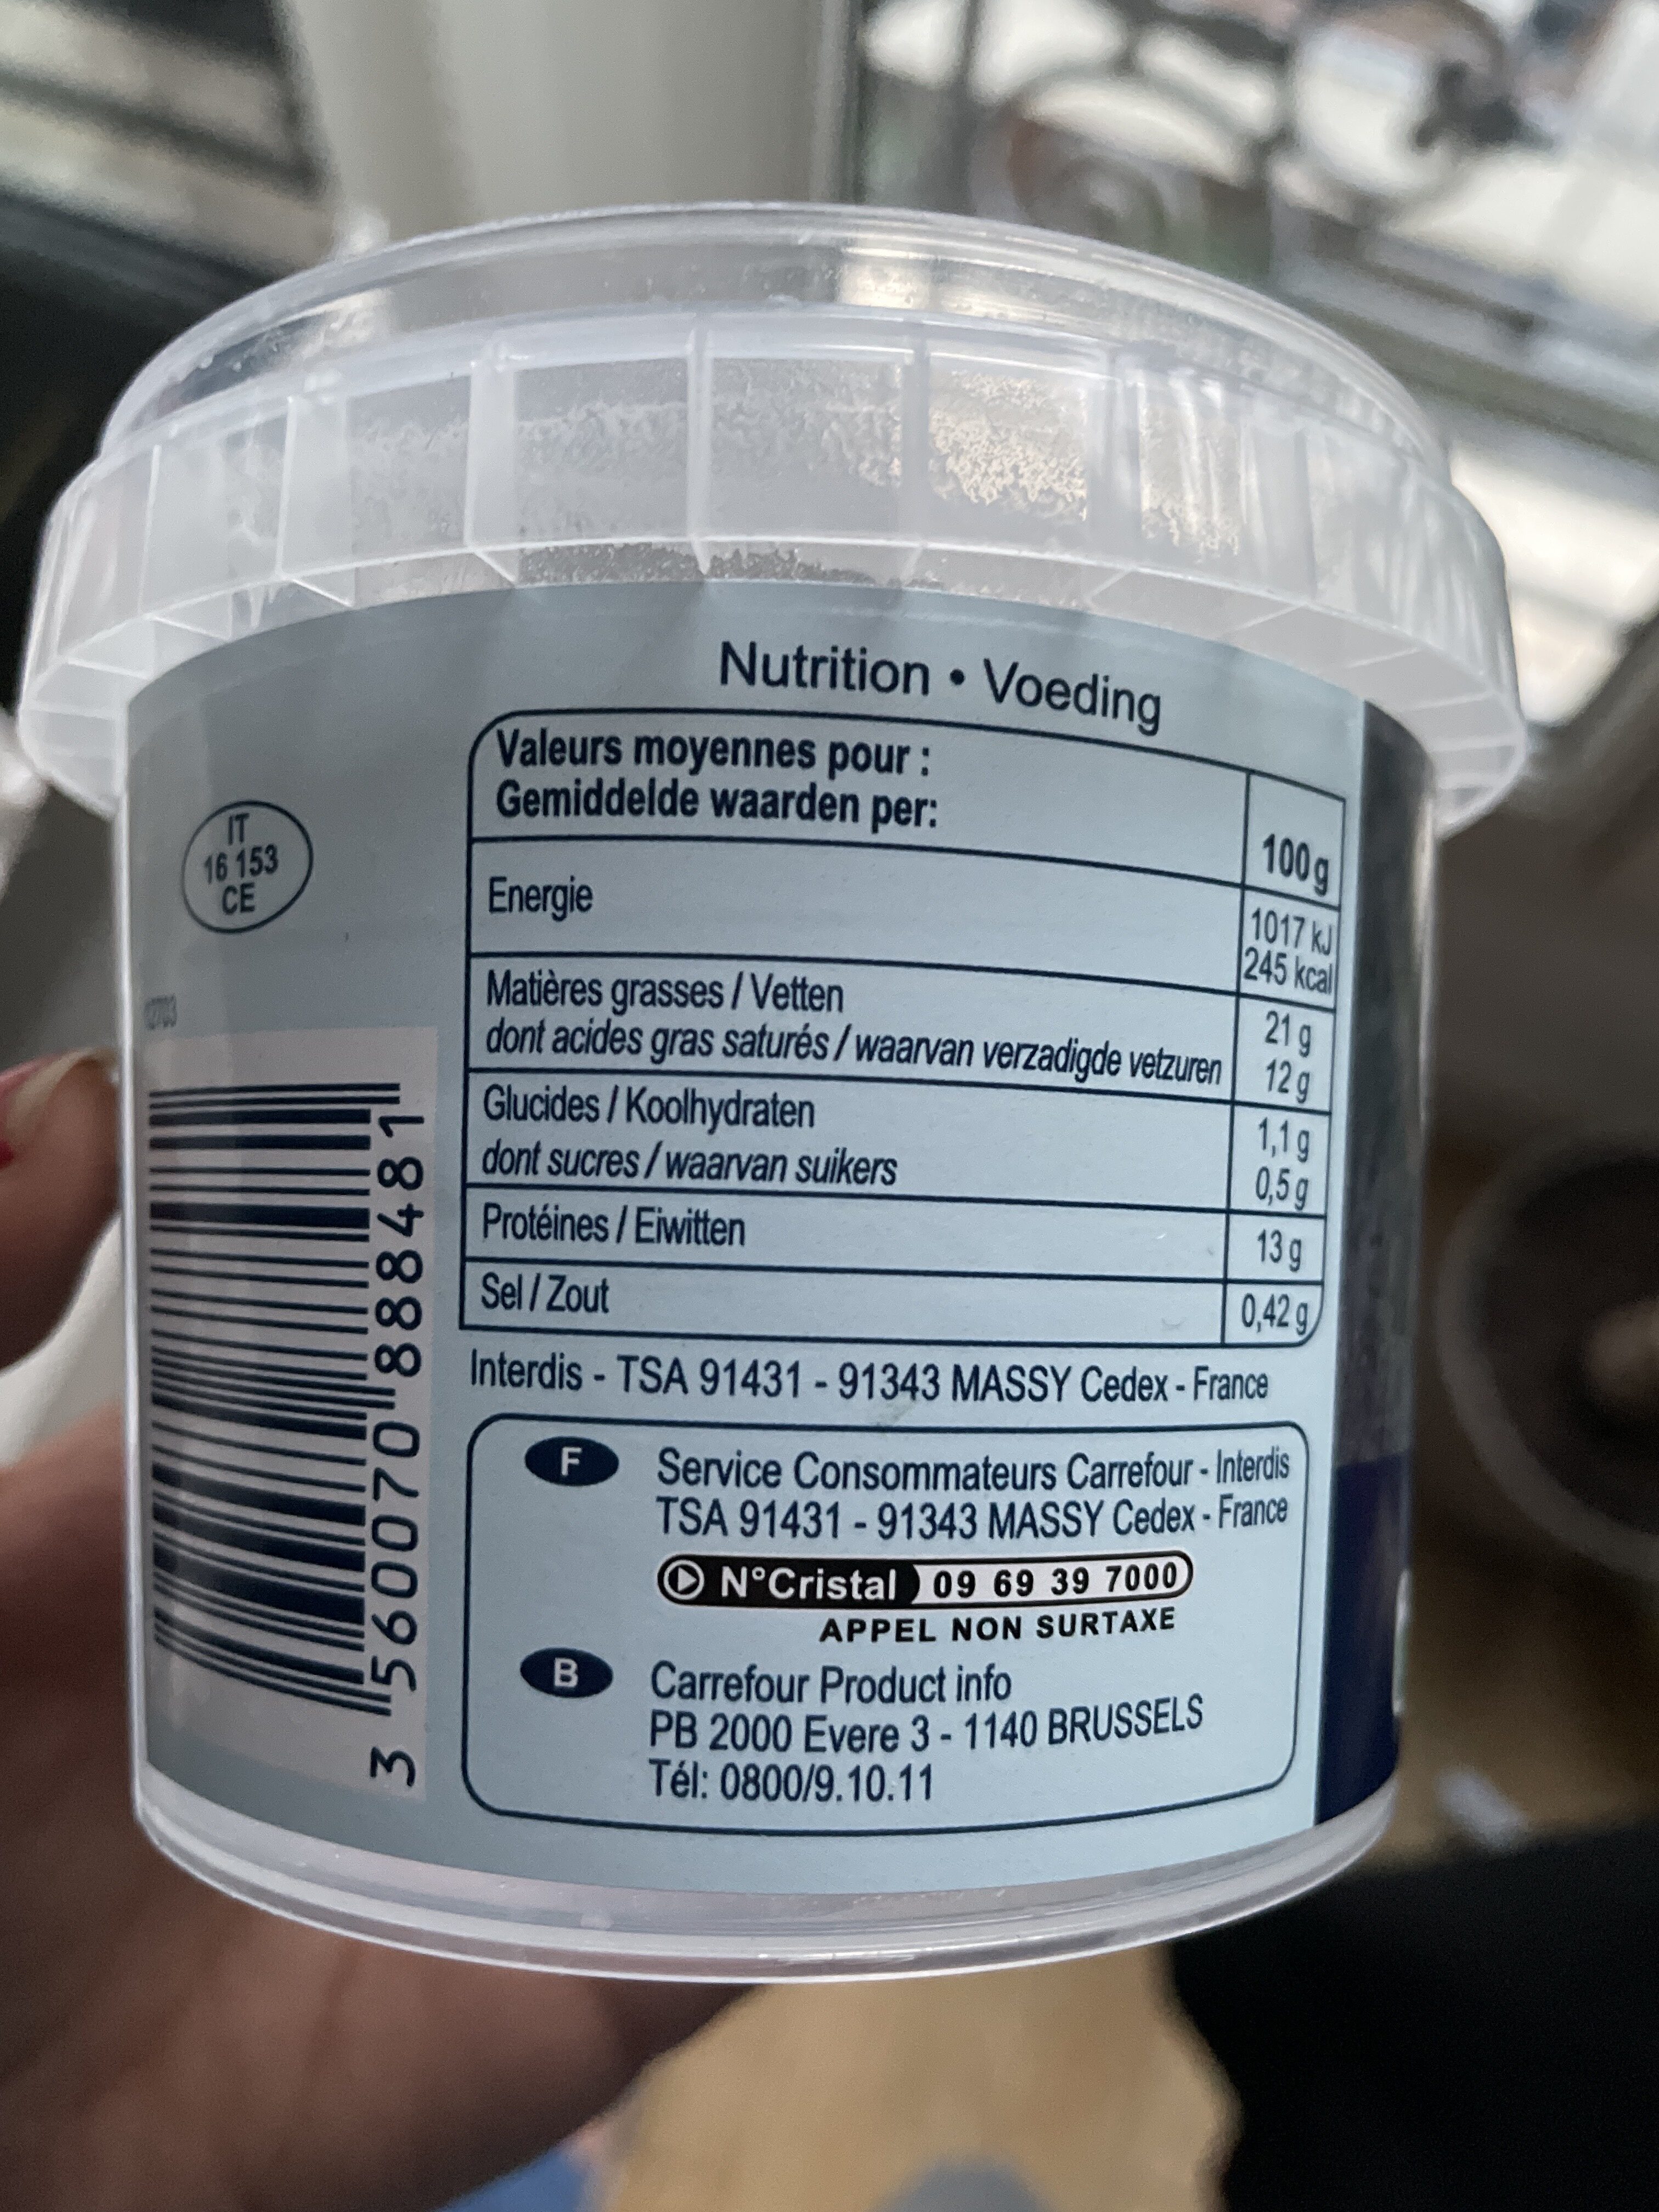 Nutrition • Voeding
Valeurs moyennes pour :
Gemiddelde waarden per:
100 g
Energie
1017 kJ
245 kcal
Matières grasses / Vetten
21 g
dont acides gras saturés / waarvan verzadigde vetzuren
12 g
Glucides / Koolhydraten
1,1 g
dont sucres / waarvan suikers
0,5 g
Protéines / Eiwitten
13 g
Sel / Zout
0,42 g
Interdis - TSA 91431 - 91343 MASSY Cedex - France
F
Service Consommateurs Carrefour - Interdis
TSA 91431 - 91343 MASSY Cedex - France
N°Cristal 09 69 39 7000
APPEL NON SURTAXE
B
Carrefour Product info
PB 2000 Evere 3 - 1140 BRUSSELS
Tél: 0800/9.10.11
IT
16 153
CE
3 560070 888481